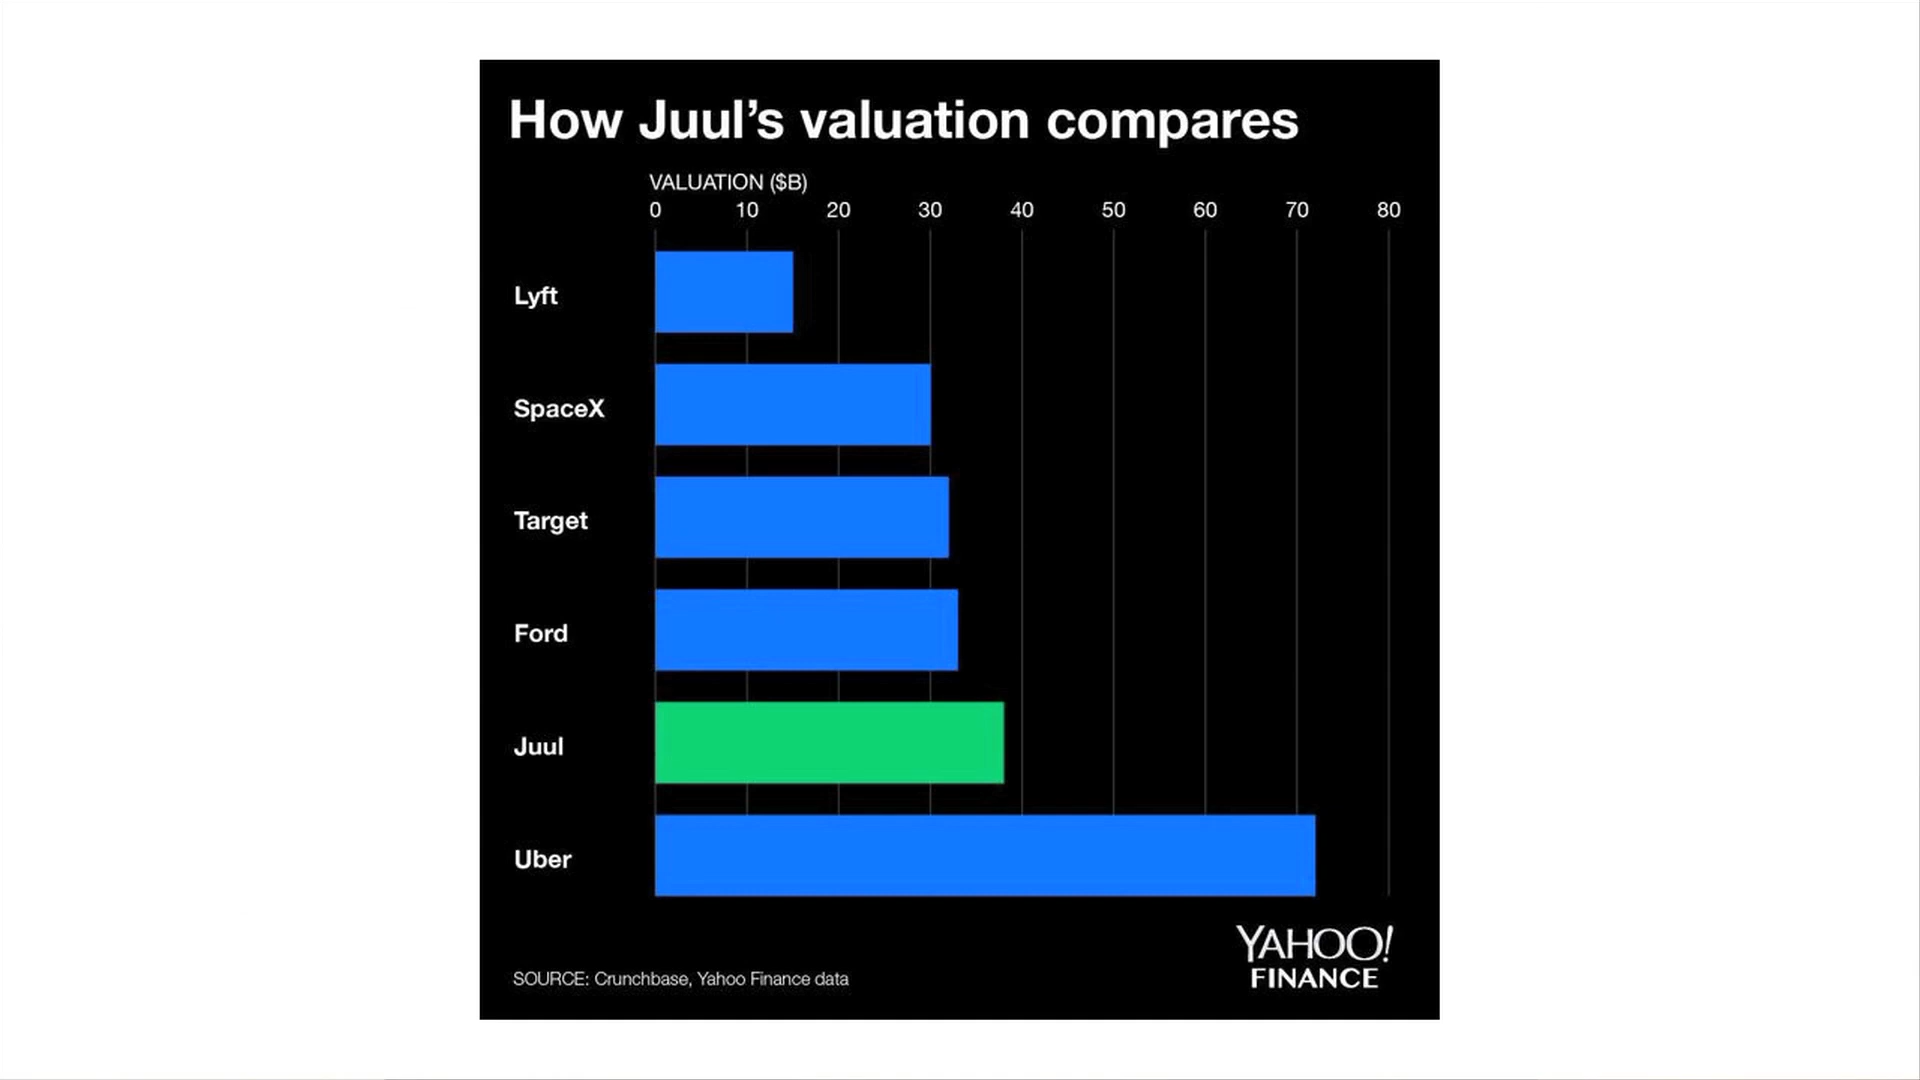 How Juul's valuation compares
VALUATION ($B)
0 10 20 30 40 50 60 70 80
Lyft
SpaceX
Target
Ford
Juul
Uber
YAHOO!
FINANCE
SOURCE: Crunchbase, Yahoo Finance data